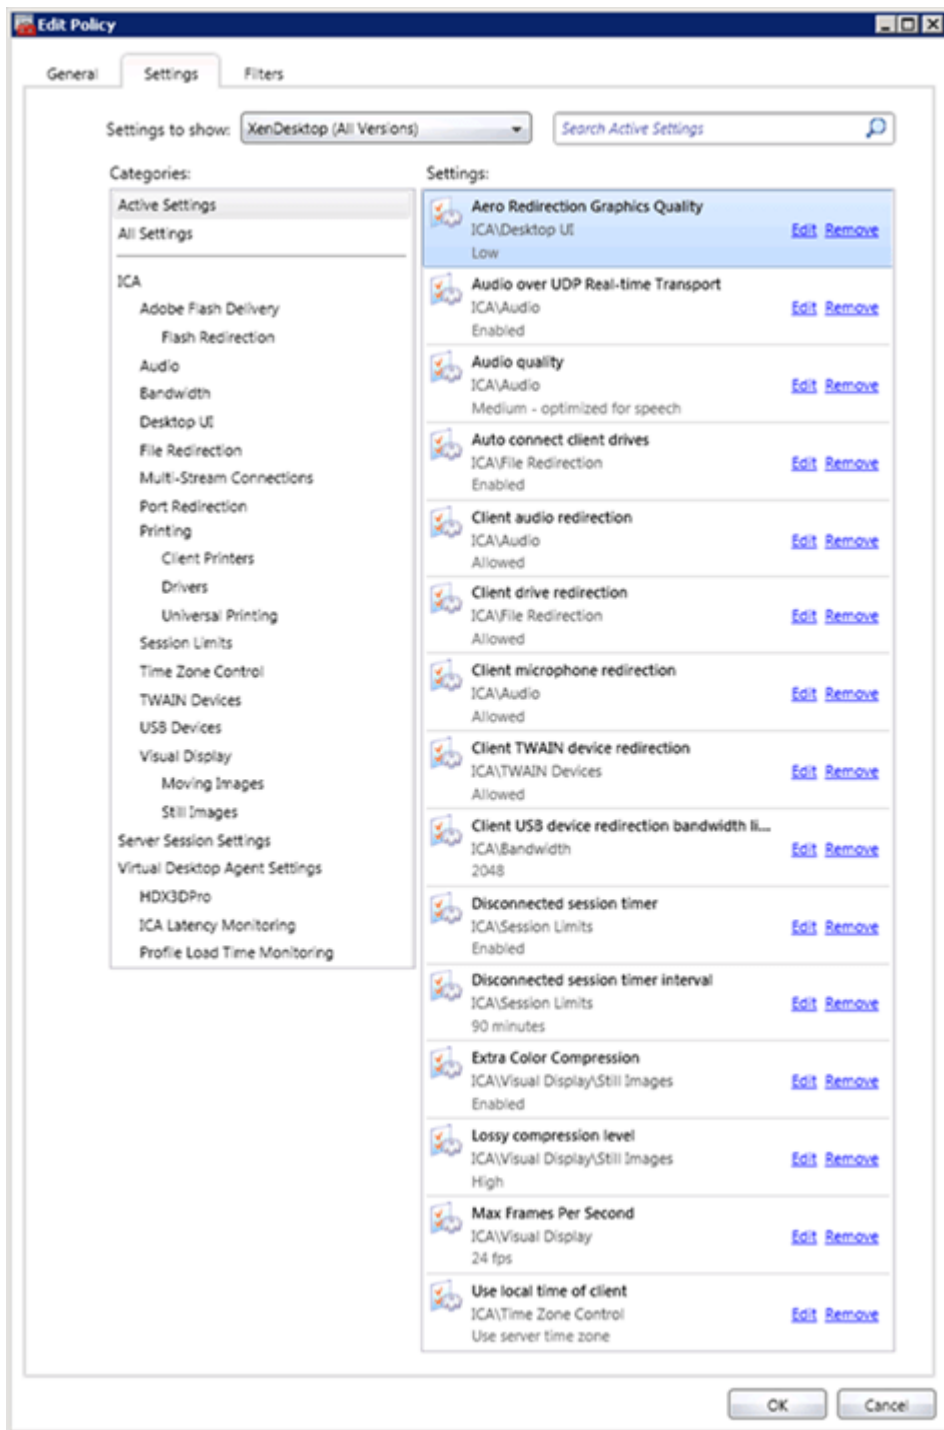 Edit Policy
General Settings Filters
Settings to show: XenDesktop (All Versions) Search Active Settings
Categories:
Active Settings
All Settings
ICA
Adobe Flash Delivery
Flash Redirection
Audio
Bandwidth
Desktop UI
File Redirection
Multi-Stream Connections
Port Redirection
Printing
Client Printers
Drivers
Universal Printing
Session Limits
Time Zone Control
TWAIN Devices
USB Devices
Visual Display
Moving Images
Still Images
Server Session Settings
Virtual Desktop Agent Settings
HDX3DPro
ICA Latency Monitoring
Profile Load Time Monitoring
Settings:
Aero Redirection Graphics Quality
ICA\Desktop UI Edit Remove
Low
Audio over UDP Real-time Transport
ICA\Audio Edit Remove
Enabled
Audio quality
ICA\Audio Edit Remove
Medium - optimized for speech
Auto connect client drives
ICA\File Redirection Edit Remove
Enabled
Client audio redirection
ICA\Audio Edit Remove
Allowed
Client drive redirection
ICA\File Redirection Edit Remove
Allowed
Client microphone redirection
ICA\Audio Edit Remove
Allowed
Client TWAIN device redirection
ICA\TWAIN Devices Edit Remove
Allowed
Client USB device redirection bandwidth li...
ICA\Bandwidth Edit Remove
2048
Disconnected session timer
ICA\Session Limits Edit Remove
Enabled
Disconnected session timer interval
ICA\Session Limits Edit Remove
90 minutes
Extra Color Compression
ICA\Visual Display\Still Images Edit Remove
Enabled
Lossy compression level
ICA\Visual Display\Still Images Edit Remove
High
Max Frames Per Second
ICA\Visual Display Edit Remove
24 fps
Use local time of client
ICA\Time Zone Control Edit Remove
Use server time zone
OK Cancel